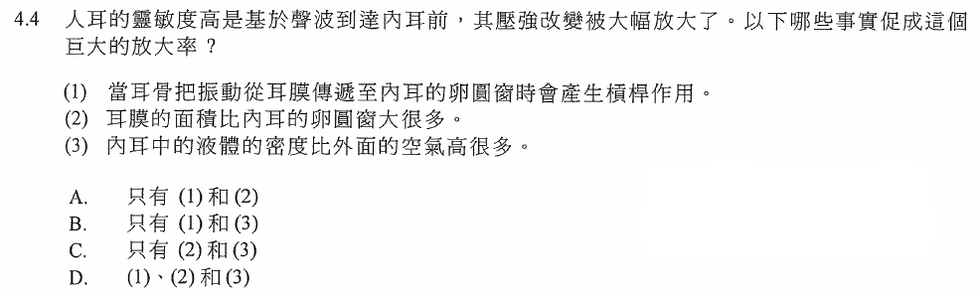 4.4 人耳的靈敏度高是基於聲波到達內耳前，其壓強改變被大幅放大了。以下哪些事實促成這個
巨大的放大率？
(1) 當耳骨把振動從耳膜傳遞至內耳的卵圓窗時會產生槓桿作用。
(2) 耳膜的面積比內耳的卵圓窗大很多。
(3) 內耳中的液體的密度比外面的空氣高很多。
A. 只有 (1) 和 (2)
B. 只有 (1) 和 (3)
C. 只有 (2) 和 (3)
D. (1)、(2) 和 (3)